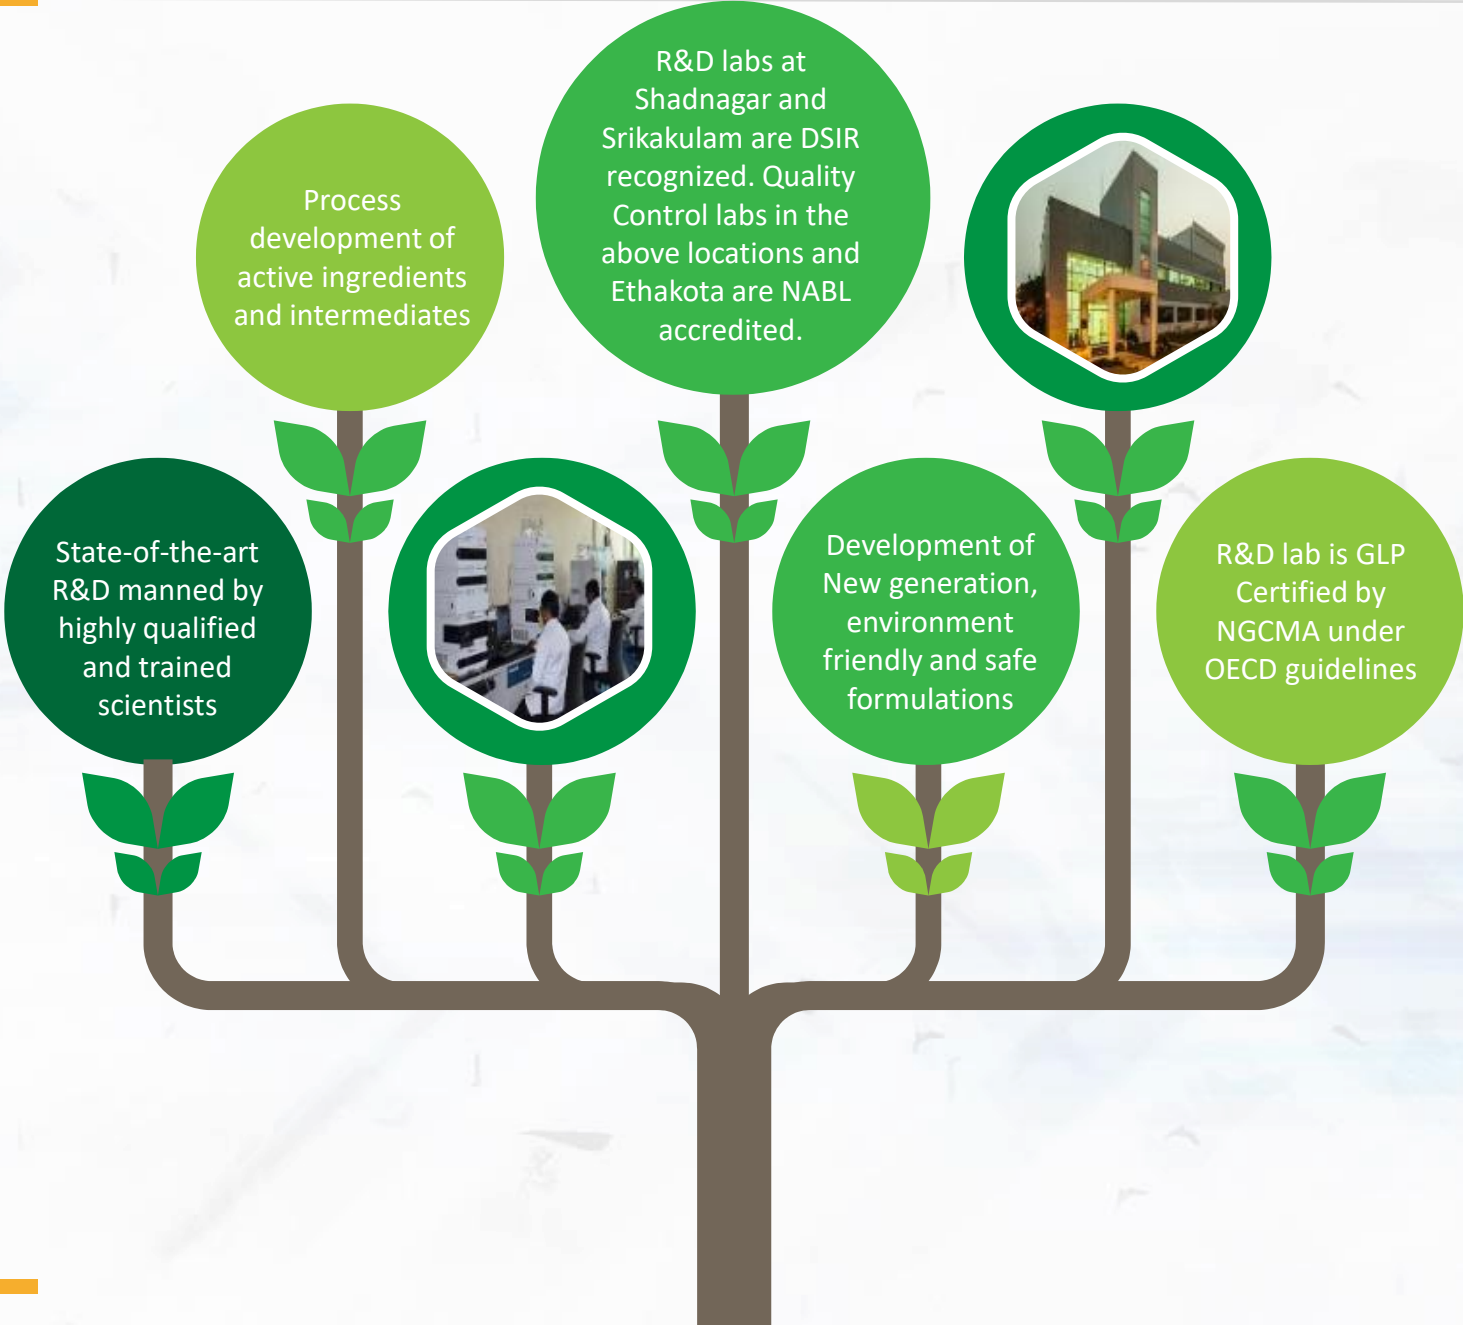 R&D labs at
Shadnagar and
Srikakulam are DSIR
recognized. Quality
Control labs in the
above locations and
Ethakota are NABL
accredited.
Process
development of
active ingredients
and intermediates
State-of-the-art
R&D manned by
highly qualified
and trained
scientists
Development of
New generation,
environment
friendly and safe
formulations
R&D lab is GLP
Certified by
NGCMA under
OECD guidelines